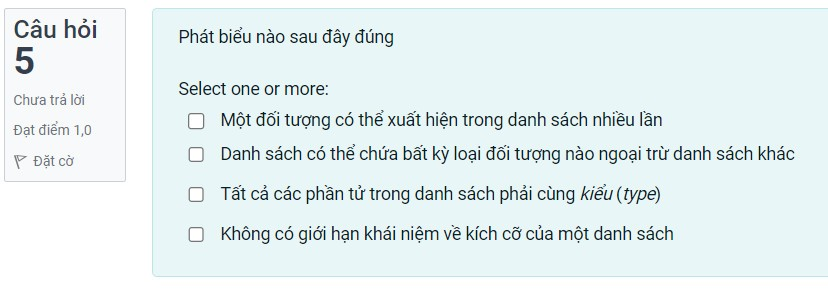 Câu hỏi
5
Chưa trả lời
Đạt điểm 1,0
Đặt cờ
Phát biểu nào sau đây đúng
Select one or more:
Một đối tượng có thể xuất hiện trong danh sách nhiều lần
Danh sách có thể chứa bất kỳ loại đối tượng nào ngoại trừ danh sách khác
Tất cả các phần tử trong danh sách phải cùng kiểu (type)
Không có giới hạn khái niệm về kích cỡ của một danh sách